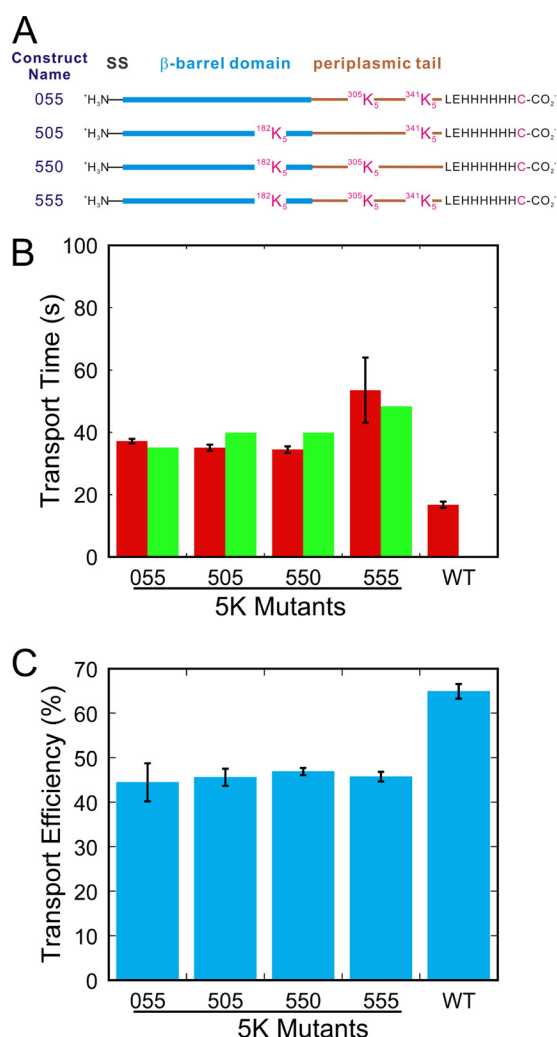 A
Construct Name SS β-barrel domain periplasmic tail
055 ⁺H₃N ³⁰⁵K₅ ³⁴¹K₅ LEHHHHHHC-CO₂⁻
505 ⁺H₃N ¹⁸²K₅ ³⁴¹K₅ LEHHHHHHC-CO₂⁻
550 ⁺H₃N ¹⁸²K₅ ³⁰⁵K₅ LEHHHHHHC-CO₂⁻
555 ⁺H₃N ¹⁸²K₅ ³⁰⁵K₅ ³⁴¹K₅ LEHHHHHHC-CO₂⁻
B
Transport Time (s)
100
80
60
40
20
0
055 505 550 555 WT
5K Mutants
C
Transport Efficiency (%)
70
60
50
40
30
20
10
0
055 505 550 555 WT
5K Mutants